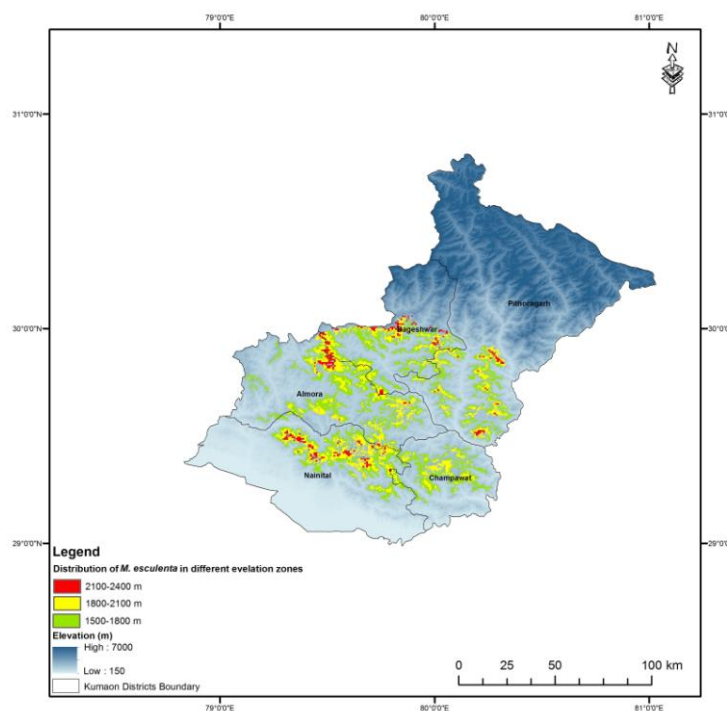 79°0'0"E 80°0'0"E 81°0'0"E
N
31°0'0"N 31°0'0"N
Pithoragarh
30°0'0"N Bageshwar 30°0'0"N
Almora
Nainital Champawat
29°0'0"N 29°0'0"N
Legend
Distribution of M. esculenta in different evelation zones
2100-2400 m
1800-2100 m
1500-1800 m
Elevation (m)
High : 7000
Low : 150
Kumaon Districts Boundary
0 25 50 100 km
79°0'0"E 80°0'0"E 81°0'0"E